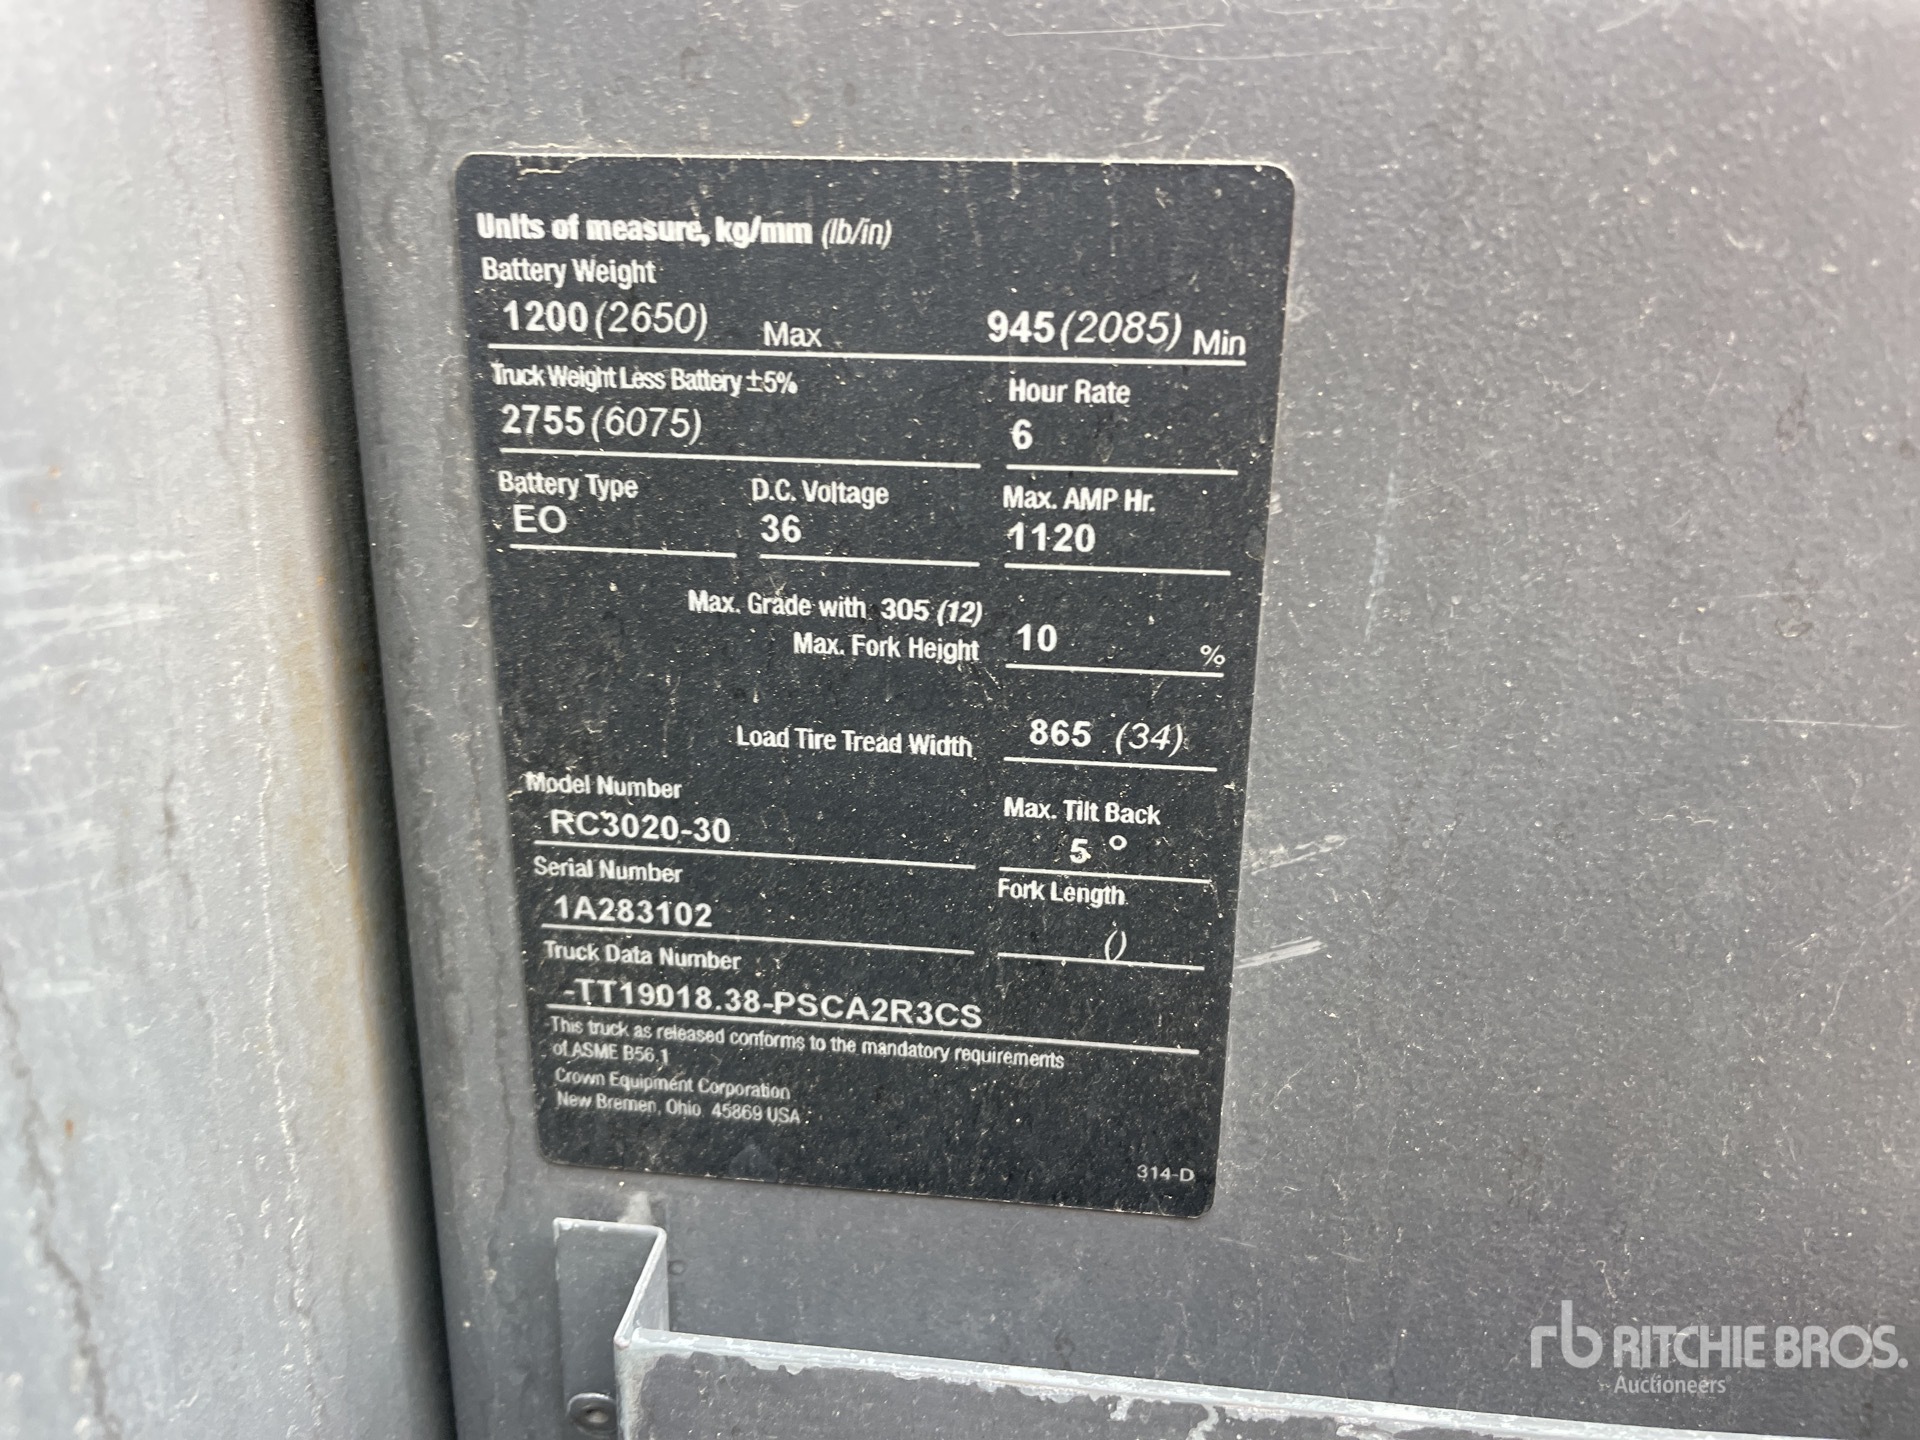 Units of measure, kg/mm (lb/in)
Battery Weight
1200 (2650) Max 945 (2085) Min
Truck Weight Less Battery ±5% Hour Rate
2755 (6075) 6
Battery Type D.C. Voltage Max. AMP Hr.
EO 36 1120
Max. Grade with 305 (12)
Max. Fork Height 10 %
Load Tire Tread Width 865 (34)
Model Number Max. Tilt Back
RC3020-30 5 °
Serial Number Fork Length
1A283102 ()
Truck Data Number
-TT19018.38-PSCA2R3CS
This truck as released conforms to the mandatory requirements
of ASME B56.1
Crown Equipment Corporation
New Bremen, Ohio 45869 USA
314-D
rb RITCHIE BROS.
Auctioneers